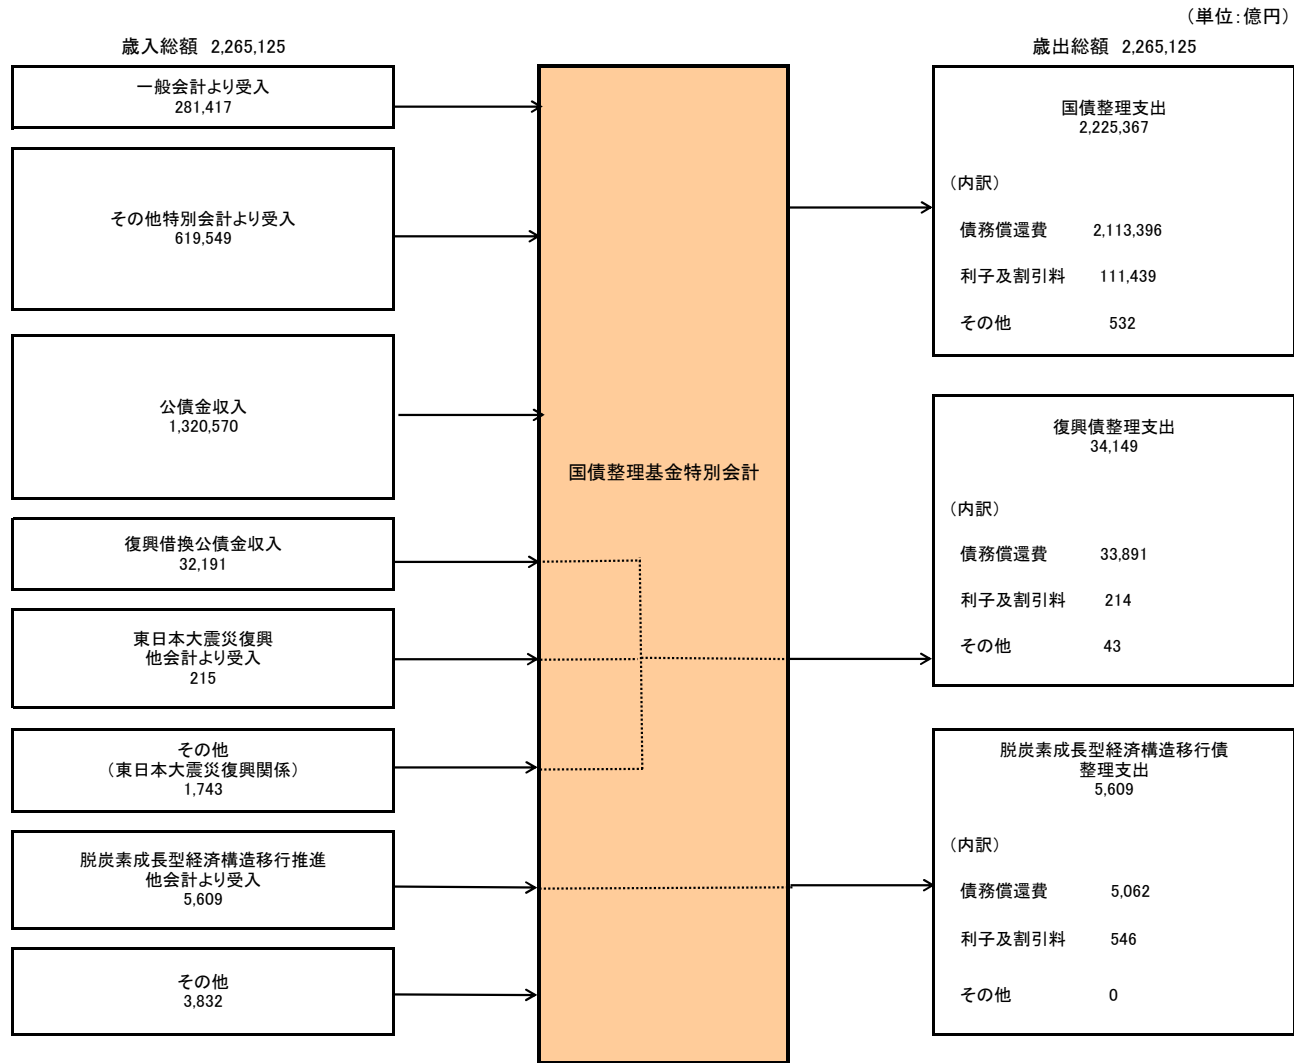 （単位：億円）
歳入総額 2,265,125
一般会計より受入
281,417
その他特別会計より受入
619,549
公債金収入
1,320,570
復興借換公債金収入
32,191
東日本大震災復興
他会計より受入
215
その他
（東日本大震災復興関係）
1,743
脱炭素成長型経済構造移行推進
他会計より受入
5,609
その他
3,832
国債整理基金特別会計
歳出総額 2,265,125
国債整理支出
2,225,367
（内訳）
債務償還費 2,113,396
利子及割引料 111,439
その他 532
復興債整理支出
34,149
（内訳）
債務償還費 33,891
利子及割引料 214
その他 43
脱炭素成長型経済構造移行債
整理支出
5,609
（内訳）
債務償還費 5,062
利子及割引料 546
その他 0